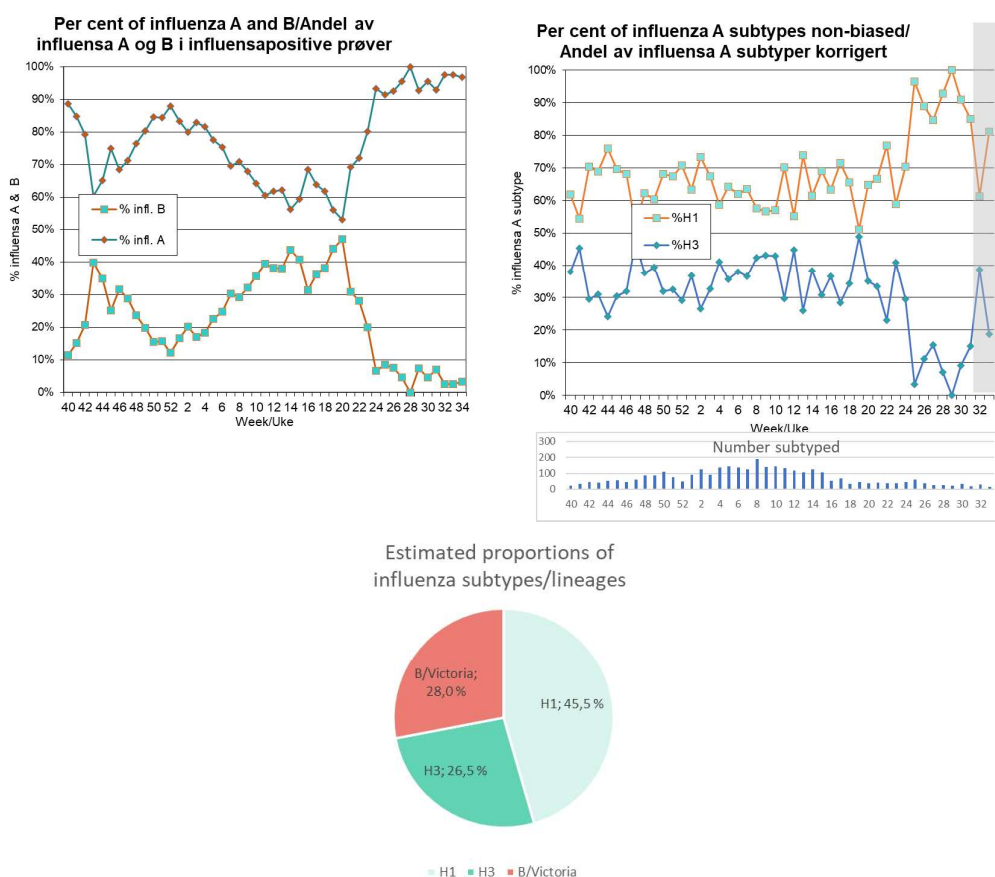 Per cent of influenza A and B/Andel av
influensa A og B i influensapositive prøver
% influensa A & B
100%
90%
80%
70%
60%
50%
40%
30%
20%
10%
0%
% infl. B
% infl. A
40 42 44 46 48 50 52 2 4 6 8 10 12 14 16 18 20 22 24 26 28 30 32 34
Week/Uke
Per cent of influenza A subtypes non-biased/
Andel av influensa A subtyper korrigert
% influensa A subtype
100%
90%
80%
70%
60%
50%
40%
30%
20%
10%
0%
%H1
%H3
40 42 44 46 48 50 52 2 4 6 8 10 12 14 16 18 20 22 24 26 28 30 32
Week/Uke
Number subtyped
300
200
100
0
40 42 44 46 48 50 52 2 4 6 8 10 12 14 16 18 20 22 24 26 28 30 32
Estimated proportions of
influenza subtypes/lineages
B/Victoria;
28,0 %
H1; 45,5 %
H3; 26,5 %
H1 H3 B/Victoria